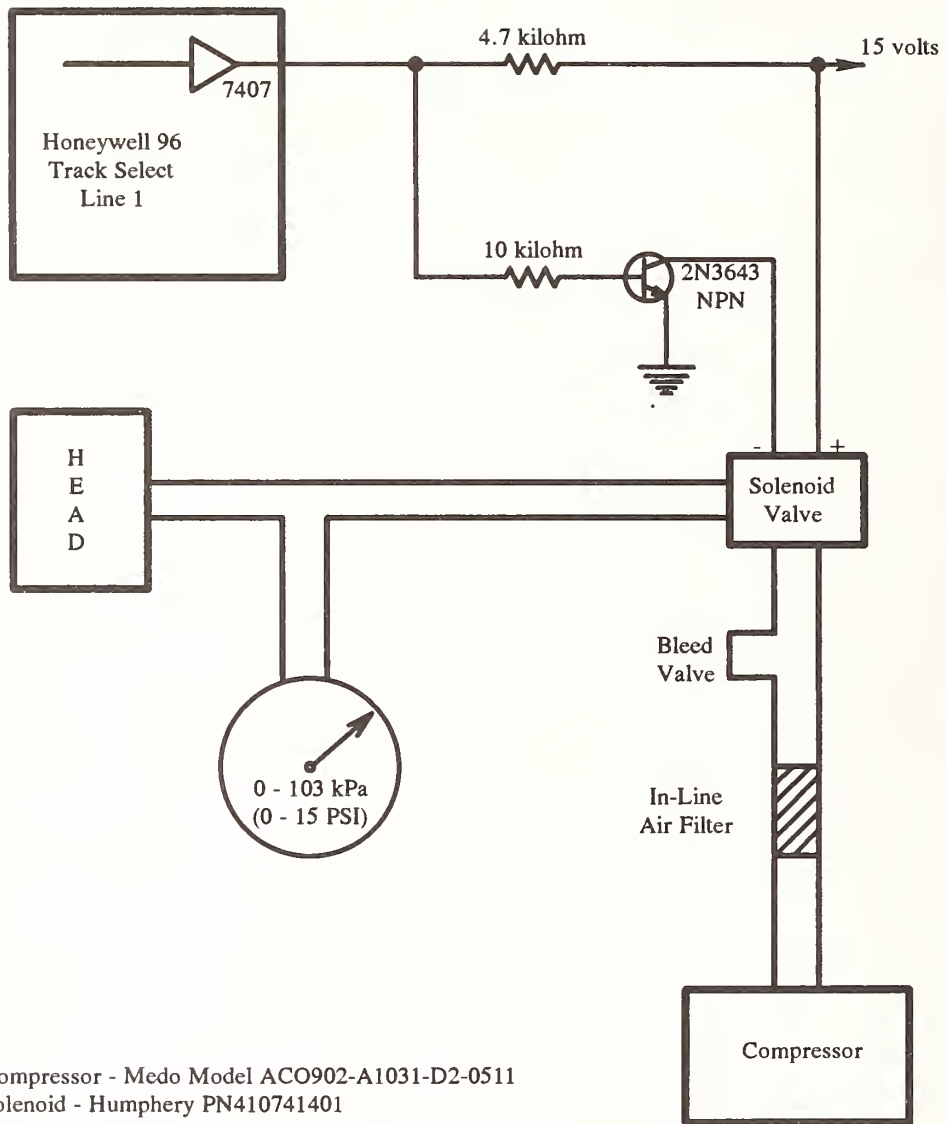 4.7 kilohm
15 volts
7407
Honeywell 96
Track Select
Line 1
10 kilohm
2N3643
NPN
- +
H
E
A
D
Solenoid
Valve
Bleed
Valve
0 - 103 kPa
(0 - 15 PSI)
In-Line
Air Filter
Compressor
ompressor - Medo Model ACO902-A1031-D2-0511
olenoid - Humphery PN410741401